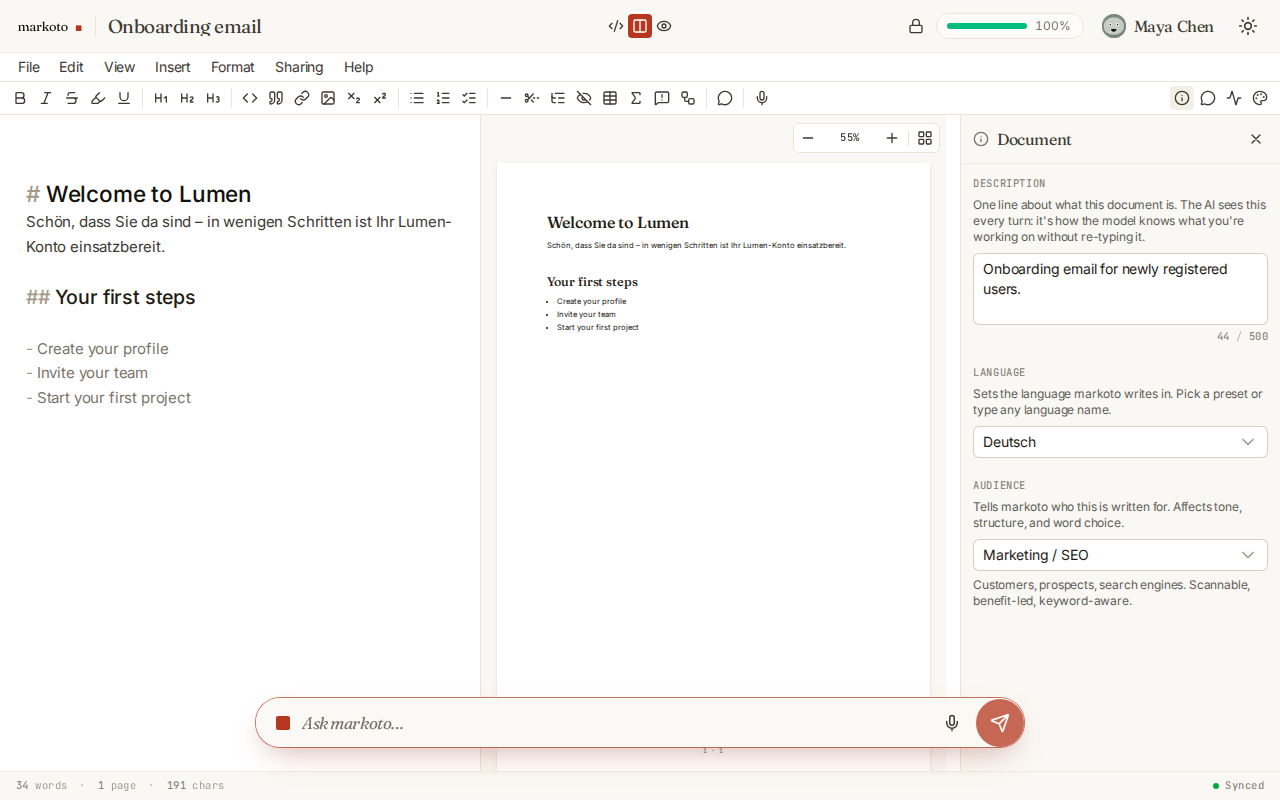 markoto
Onboarding email
100%
Maya Chen
File Edit View Insert Format Sharing Help
H1 H2 H3
X2 x2
55%
# Welcome to Lumen
Schön, dass Sie da sind – in wenigen Schritten ist Ihr Lumen-
Konto einsatzbereit.
## Your first steps
- Create your profile
- Invite your team
- Start your first project
Welcome to Lumen
Schön, dass Sie da sind – in wenigen Schritten ist Ihr Lumen-Konto einsatzbereit.
Your first steps
• Create your profile
• Invite your team
• Start your first project
1 · 1
Document
DESCRIPTION
One line about what this document is. The AI sees this
every turn: it's how the model knows what you're
working on without re-typing it.
Onboarding email for newly registered
users.
44 / 500
LANGUAGE
Sets the language markoto writes in. Pick a preset or
type any language name.
Deutsch
AUDIENCE
Tells markoto who this is written for. Affects tone,
structure, and word choice.
Marketing / SEO
Customers, prospects, search engines. Scannable,
benefit-led, keyword-aware.
Ask markoto...
34 words · 1 page · 191 chars
Synced